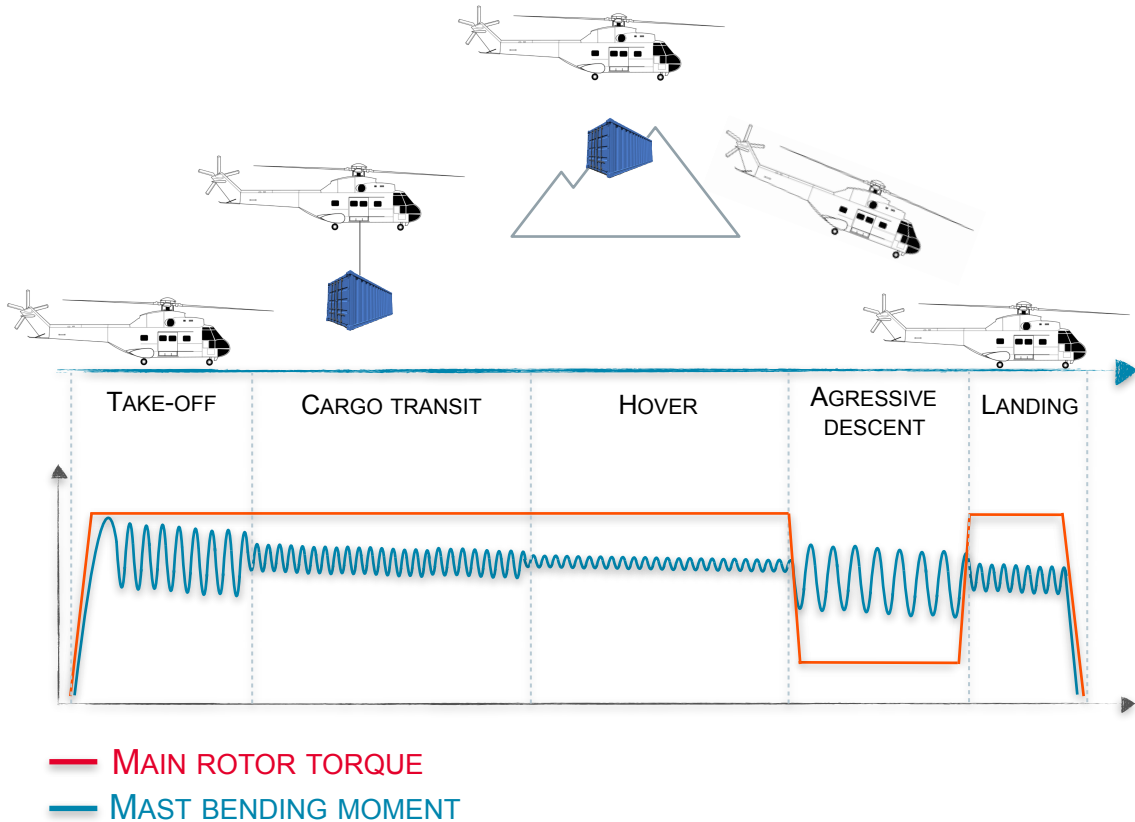 TAKE-OFF
CARGO TRANSIT
HOVER
AGRESSIVE
DESCENT
LANDING
MAIN ROTOR TORQUE
MAST BENDING MOMENT